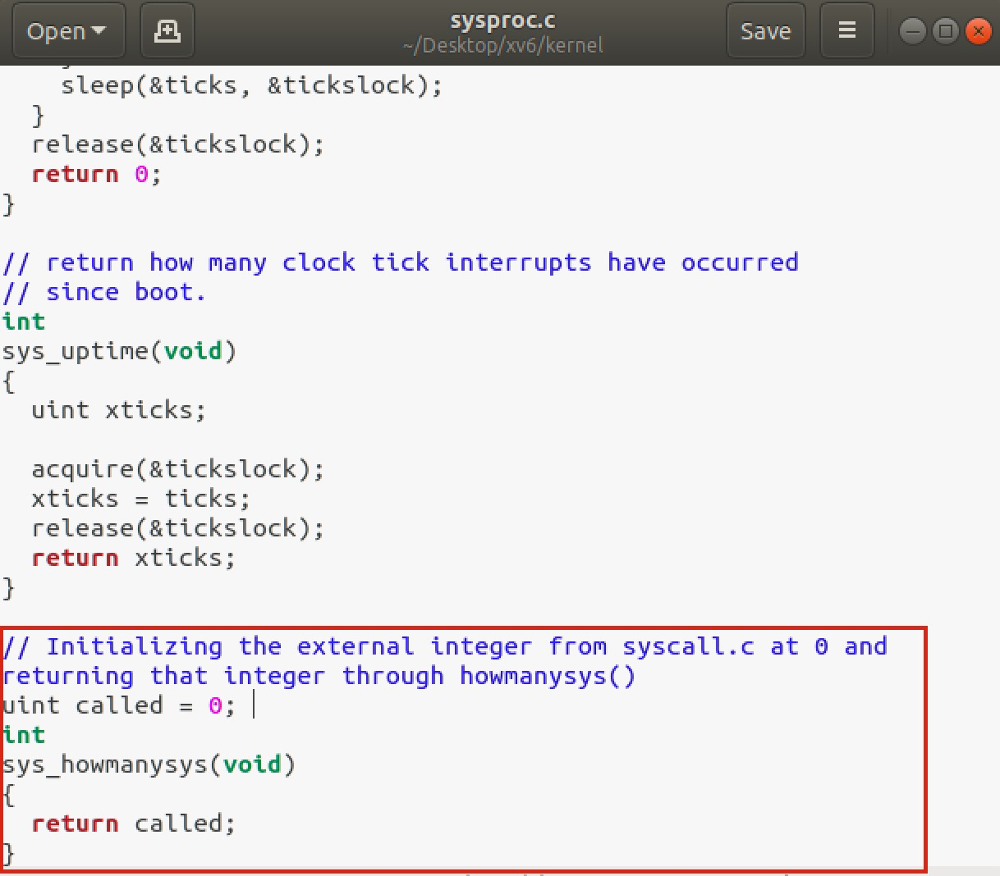 Open
sysproc.c
~/Desktop/xv6/kernel
Save
    sleep(&ticks, &tickslock);
  }
  release(&tickslock);
  return 0;
}
// return how many clock tick interrupts have occurred
// since boot.
int
sys_uptime(void)
{
  uint xticks;
  acquire(&tickslock);
  xticks = ticks;
  release(&tickslock);
  return xticks;
}
// Initializing the external integer from syscall.c at 0 and
returning that integer through howmanysys()
uint called = 0;
int
sys_howmanysys(void)
{
  return called;
}